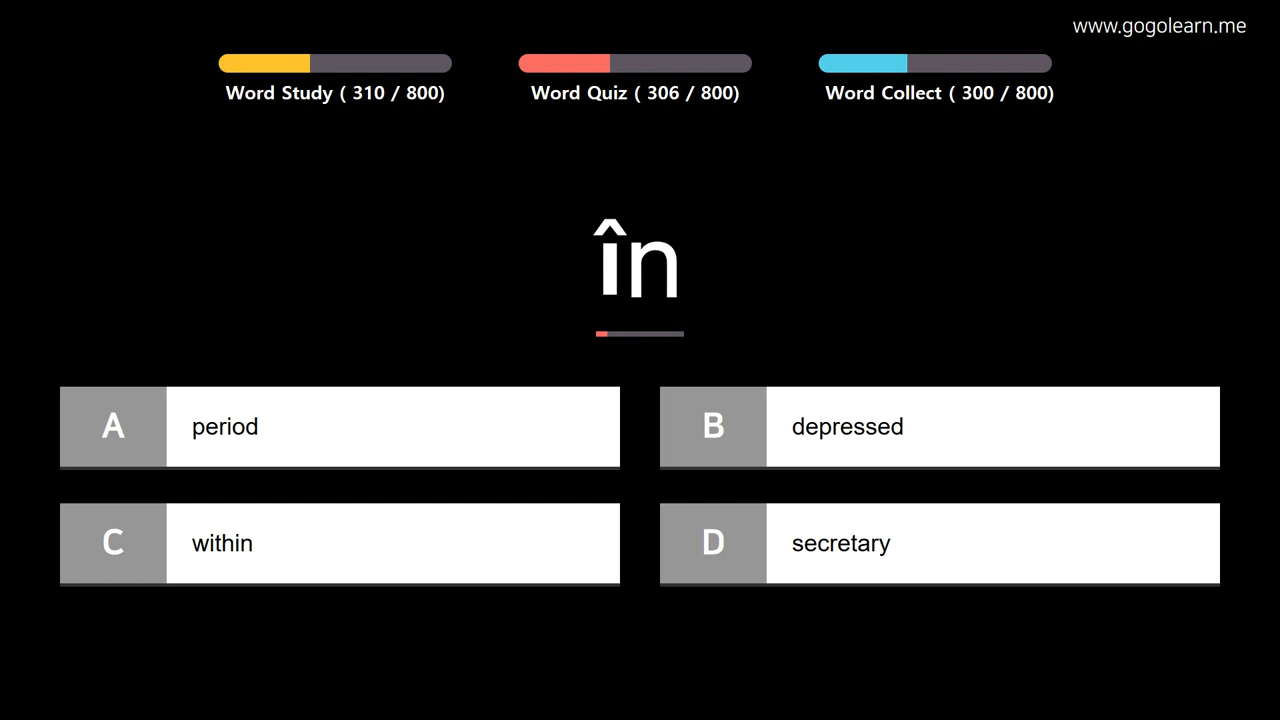 www.gogolearn.me
Word Study ( 310 / 800)
Word Quiz ( 306 / 800)
Word Collect ( 300 / 800)
în
A period
B depressed
C within
D secretary